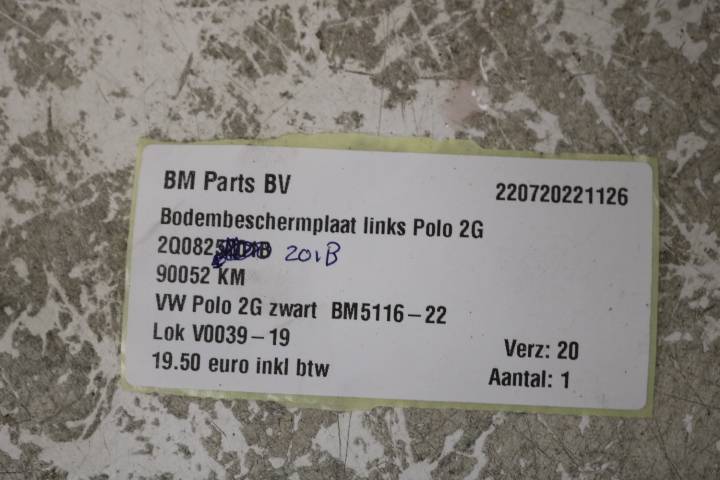 BM Parts BV 220720221126
Bodembeschermplaat links Polo 2G
2Q0825 201B
90052 KM
VW Polo 2G zwart BM5116-22
Lok V0039-19
Verz: 20
19.50 euro inkl btw
Aantal: 1